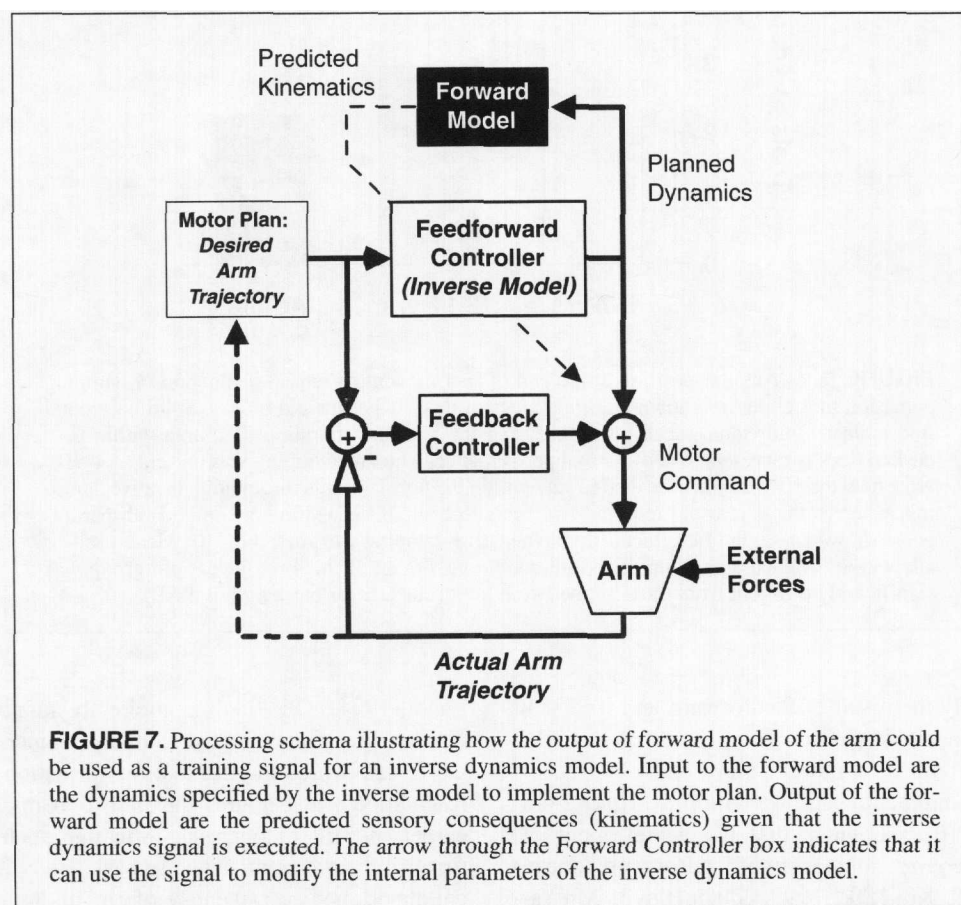 Predicted
Kinematics
Forward
Model
Planned
Dynamics
Motor Plan:
Desired
Arm
Trajectory
Feedforward
Controller
(Inverse Model)
+
-
Feedback
Controller
+
Motor
Command
Arm
External
Forces
Actual Arm
Trajectory
FIGURE 7. Processing schema illustrating how the output of forward model of the arm could
be used as a training signal for an inverse dynamics model. Input to the forward model are
the dynamics specified by the inverse model to implement the motor plan. Output of the for-
ward model are the predicted sensory consequences (kinematics) given that the inverse
dynamics signal is executed. The arrow through the Forward Controller box indicates that it
can use the signal to modify the internal parameters of the inverse dynamics model.